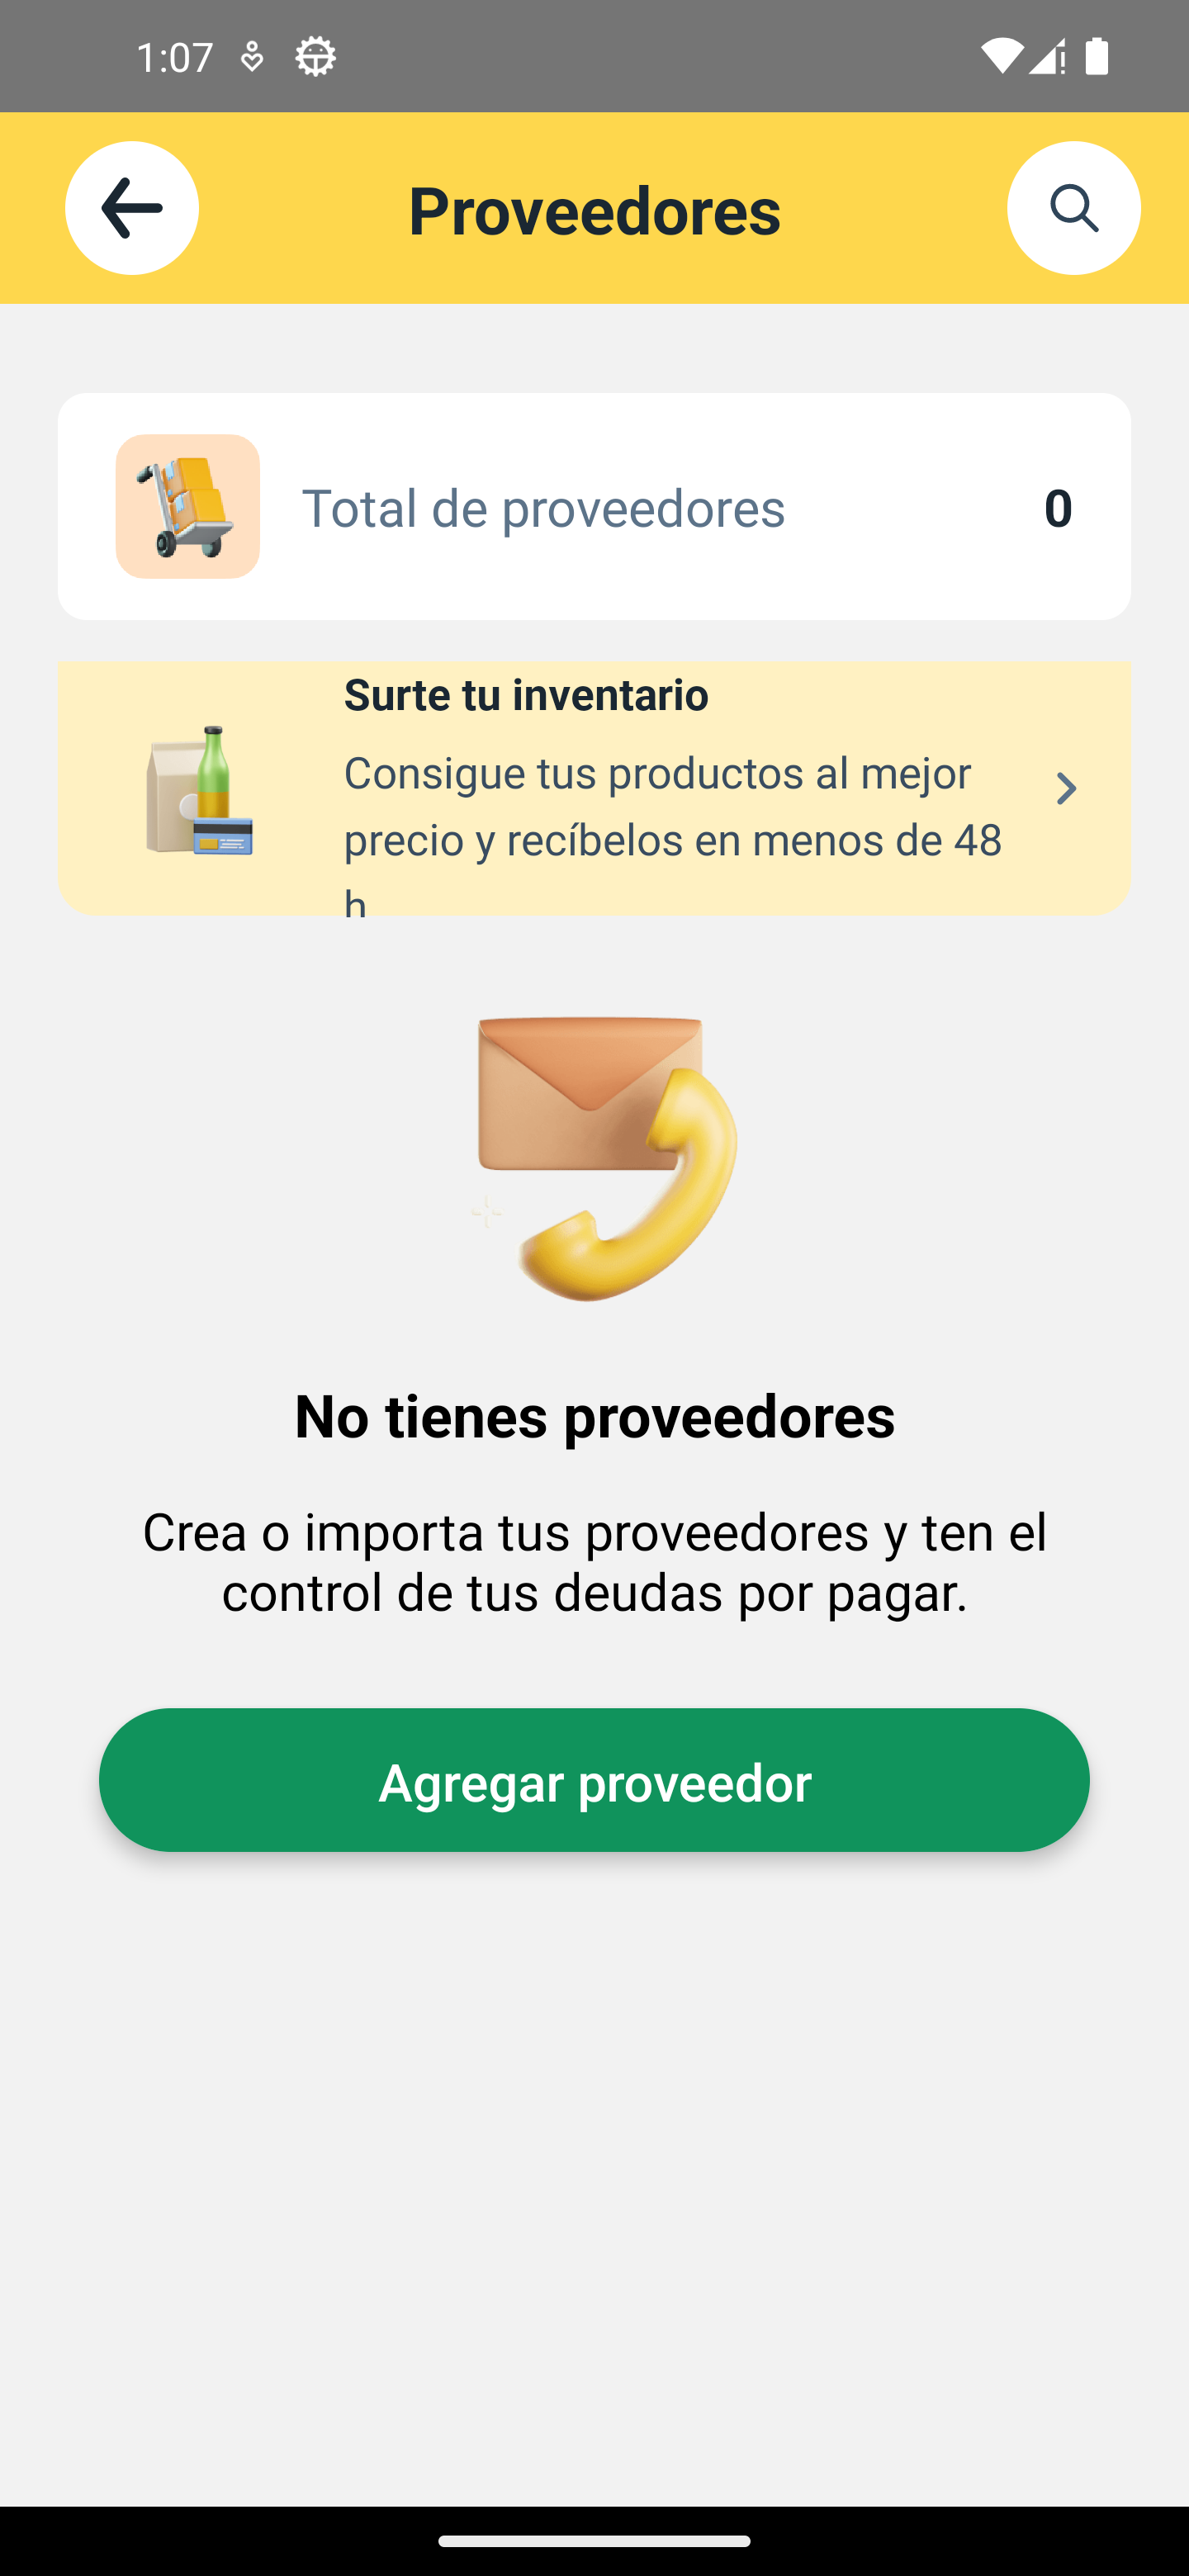 1:07
Proveedores
Total de proveedores 0
Surte tu inventario
Consigue tus productos al mejor
precio y recíbelos en menos de 48
h
No tienes proveedores
Crea o importa tus proveedores y ten el
control de tus deudas por pagar.
Agregar proveedor